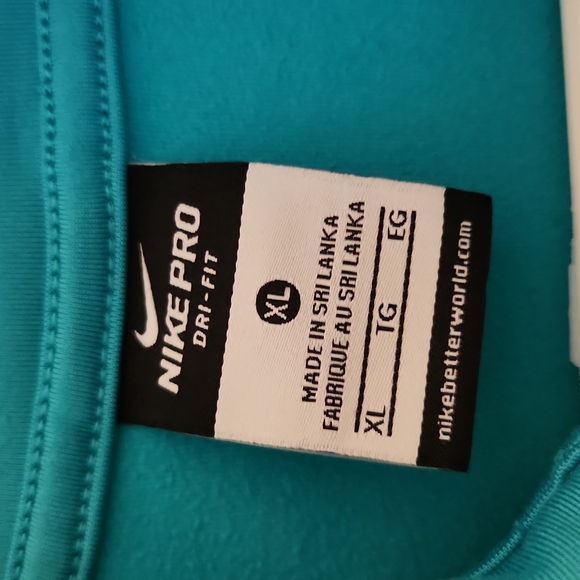 NIKE PRO
DRI-FIT
XL
MADE IN SRI LANKA
FABRIQUE AU SRI LANKA
XL TG EG
nikebetterworld.com